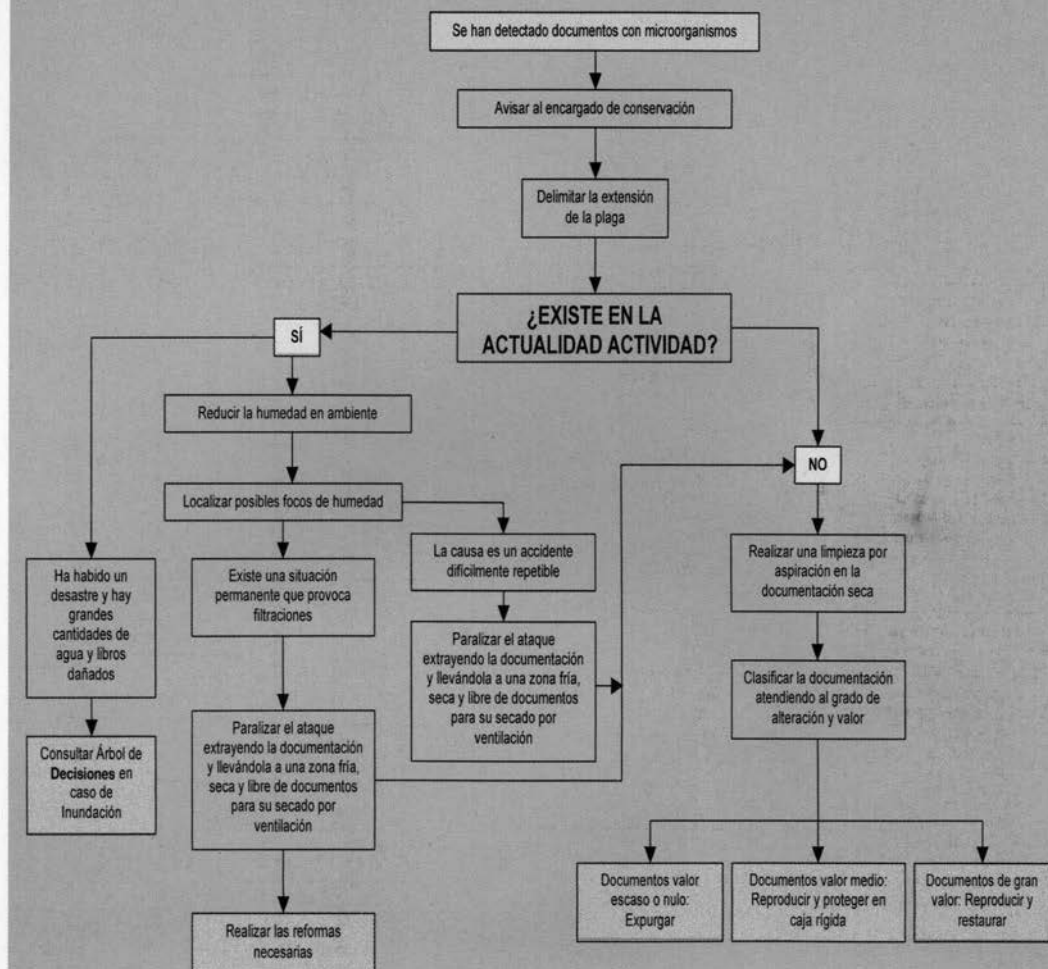 Se han detectado documentos con microorganismos
Avisar al encargado de conservación
Delimitar la extensión
de la plaga
¿EXISTE EN LA
ACTUALIDAD ACTIVIDAD?
SÍ
Reducir la humedad en ambiente
NO
Localizar posibles focos de humedad
Ha habido un
desastre y hay
grandes
cantidades de
agua y libros
dañados
Existe una situación
permanente que provoca
filtraciones
La causa es un accidente
difícilmente repetible
Realizar una limpieza por
aspiración en la
documentación seca
Paralizar el ataque
extrayendo la documentación
y llevándola a una zona fría,
seca y libre de documentos
para su secado por
ventilación
Clasificar la documentación
atendiendo al grado de
alteración y valor
Consultar Árbol de
Decisiones en
caso de
Inundación
Paralizar el ataque
extrayendo la documentación
y llevándola a una zona fría,
seca y libre de documentos
para su secado por
ventilación
Documentos valor
escaso o nulo:
Expurgar
Documentos valor medio:
Reproducir y proteger en
caja rígida
Documentos de gran
valor: Reproducir y
restaurar
Realizar las reformas
necesarias